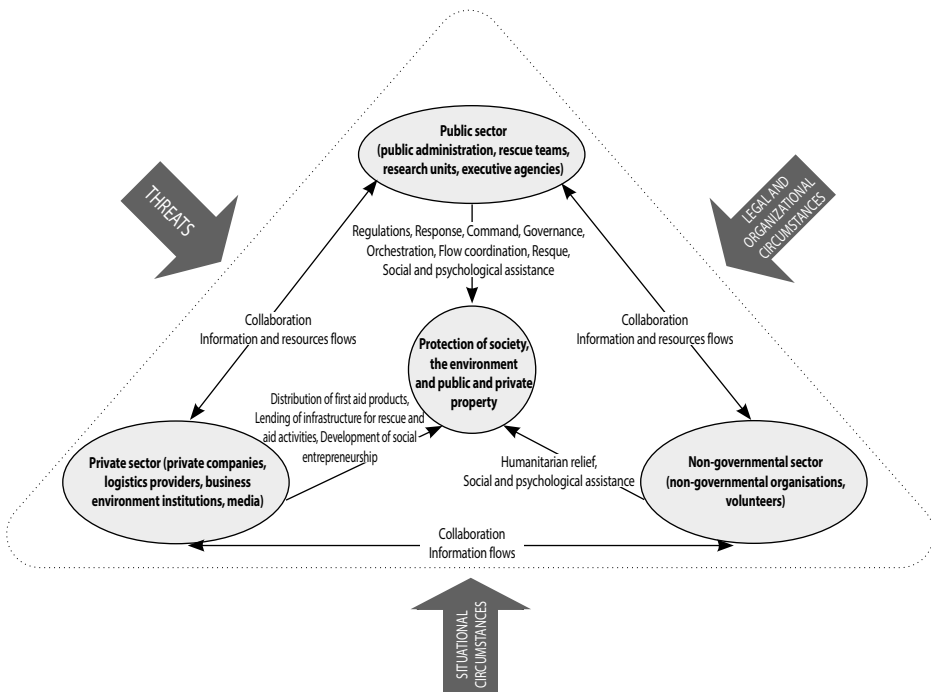 Public sector
(public administration, rescue teams,
research units, executive agencies)
THREATS
LEGAL AND
ORGANIZATIONAL
CIRCUMSTANCES
Regulations, Response, Command, Governance,
Orchestration, Flow coordination, Resque,
Social and psychological assistance
Collaboration
Information and resources flows
Collaboration
Information and resources flows
Protection of society,
the environment
and public and private
property
Distribution of first aid products,
Lending of infrastructure for rescue and
aid activities, Development of social
entrepreneurship
Private sector (private companies,
logistics providers, business
environment institutions, media)
Humanitarian relief,
Social and psychological assistance
Non-governmental sector
(non-governmental organisations,
volunteers)
Collaboration
Information flows
SITUATIONAL
CIRCUMSTANCES